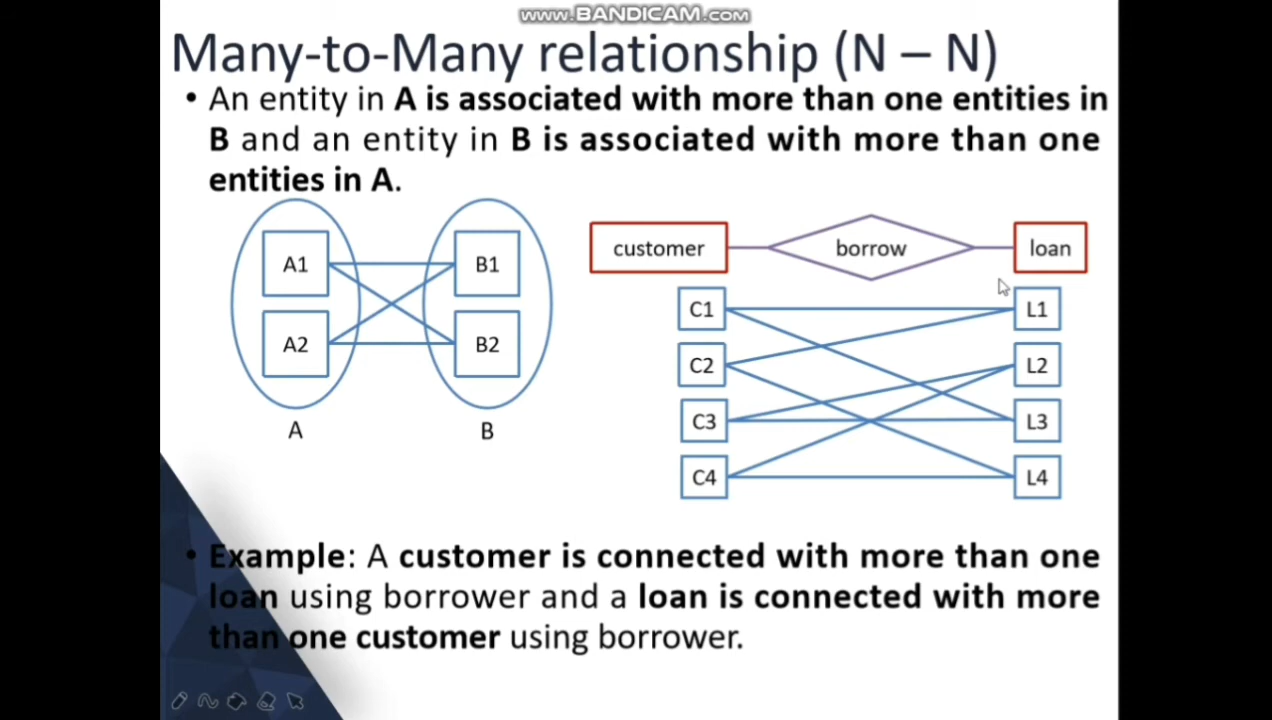 www.BANDICAM.com
Many-to-Many relationship (N – N)
• An entity in A is associated with more than one entities in
B and an entity in B is associated with more than one
entities in A.
customer borrow loan
A1 B1
C1 L1
A2 B2
C2 L2
C3 L3
A B
C4 L4
• Example: A customer is connected with more than one
loan using borrower and a loan is connected with more
than one customer using borrower.